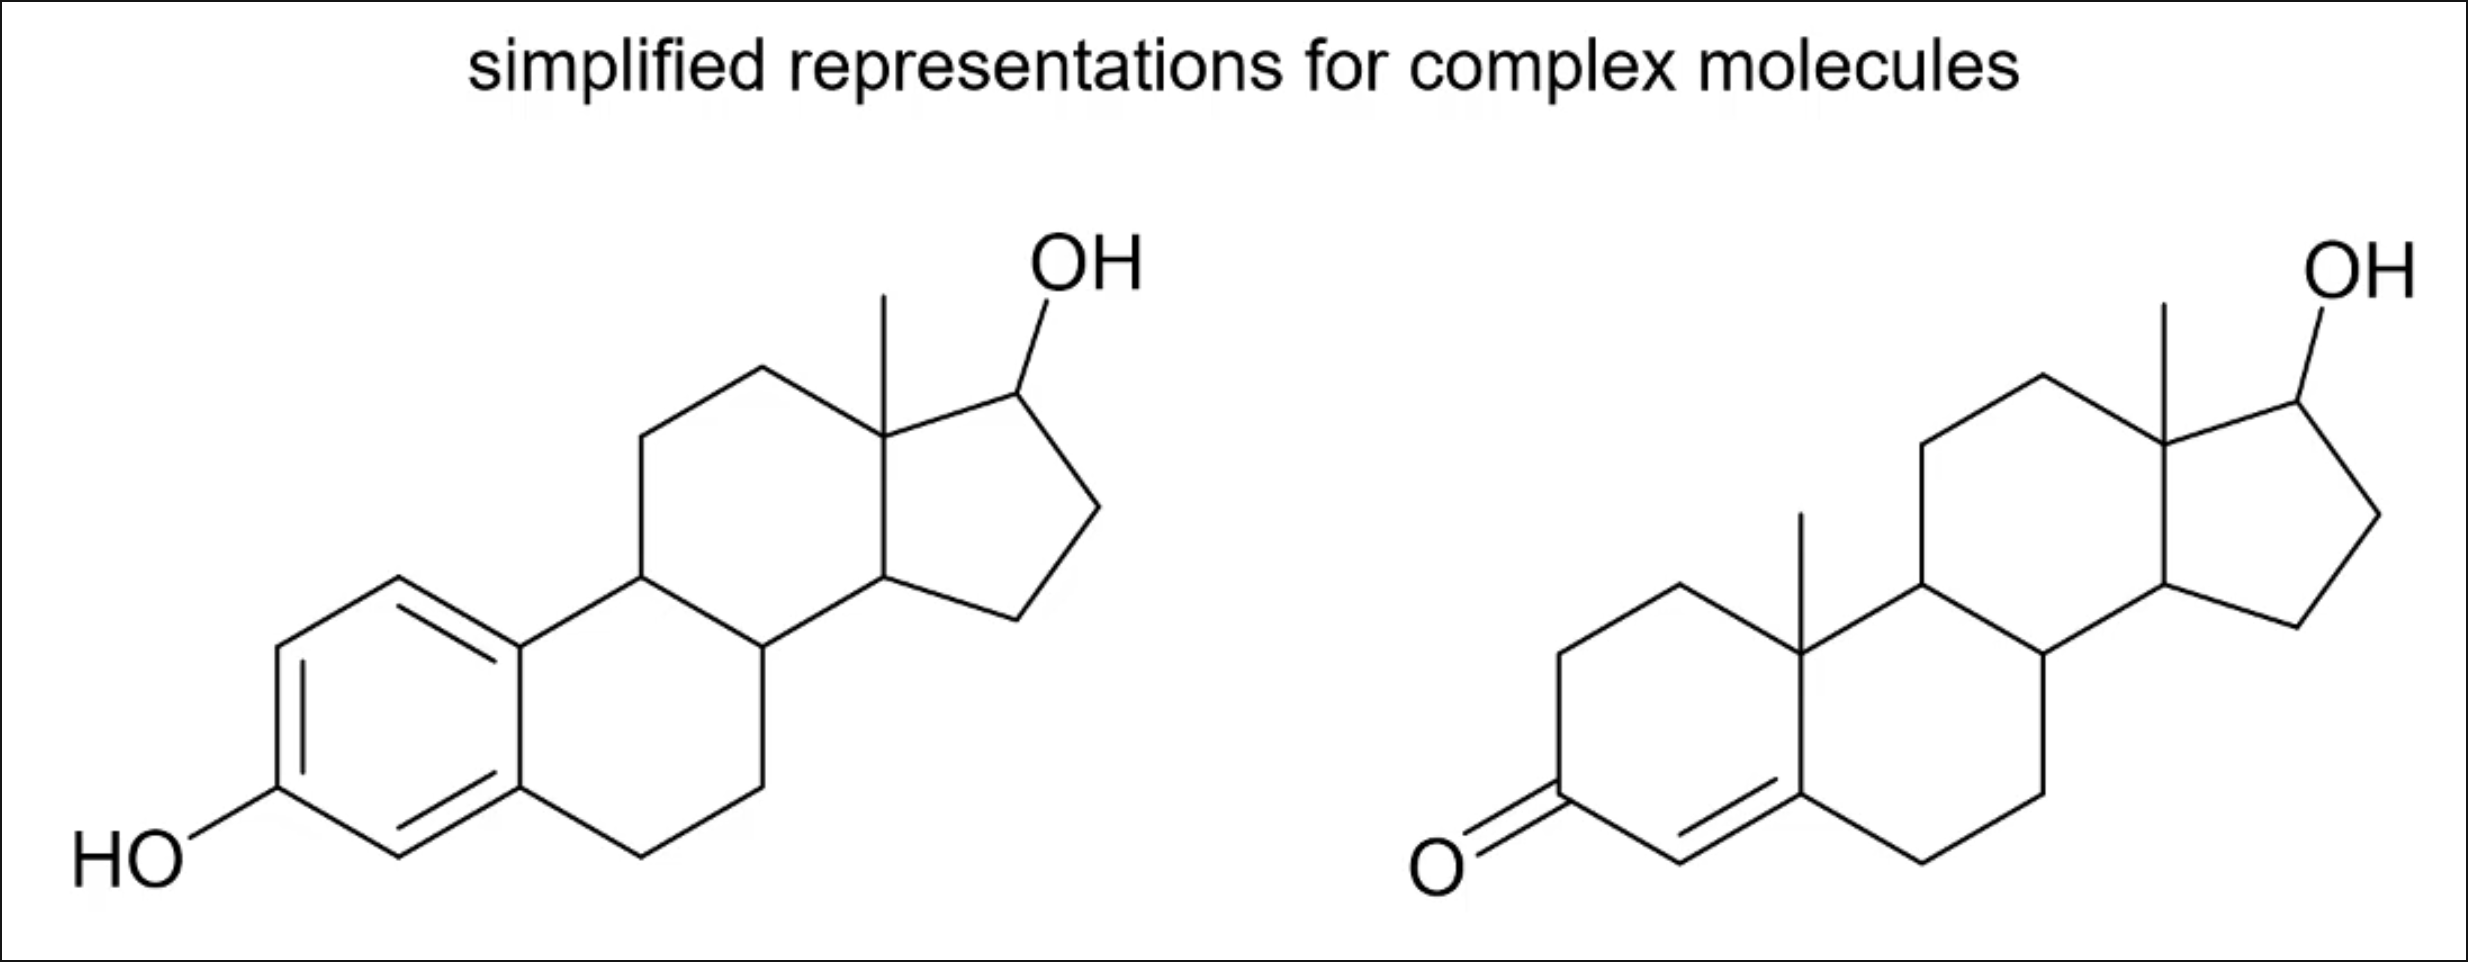 simplified representations for complex molecules
OH
OH
HO
O